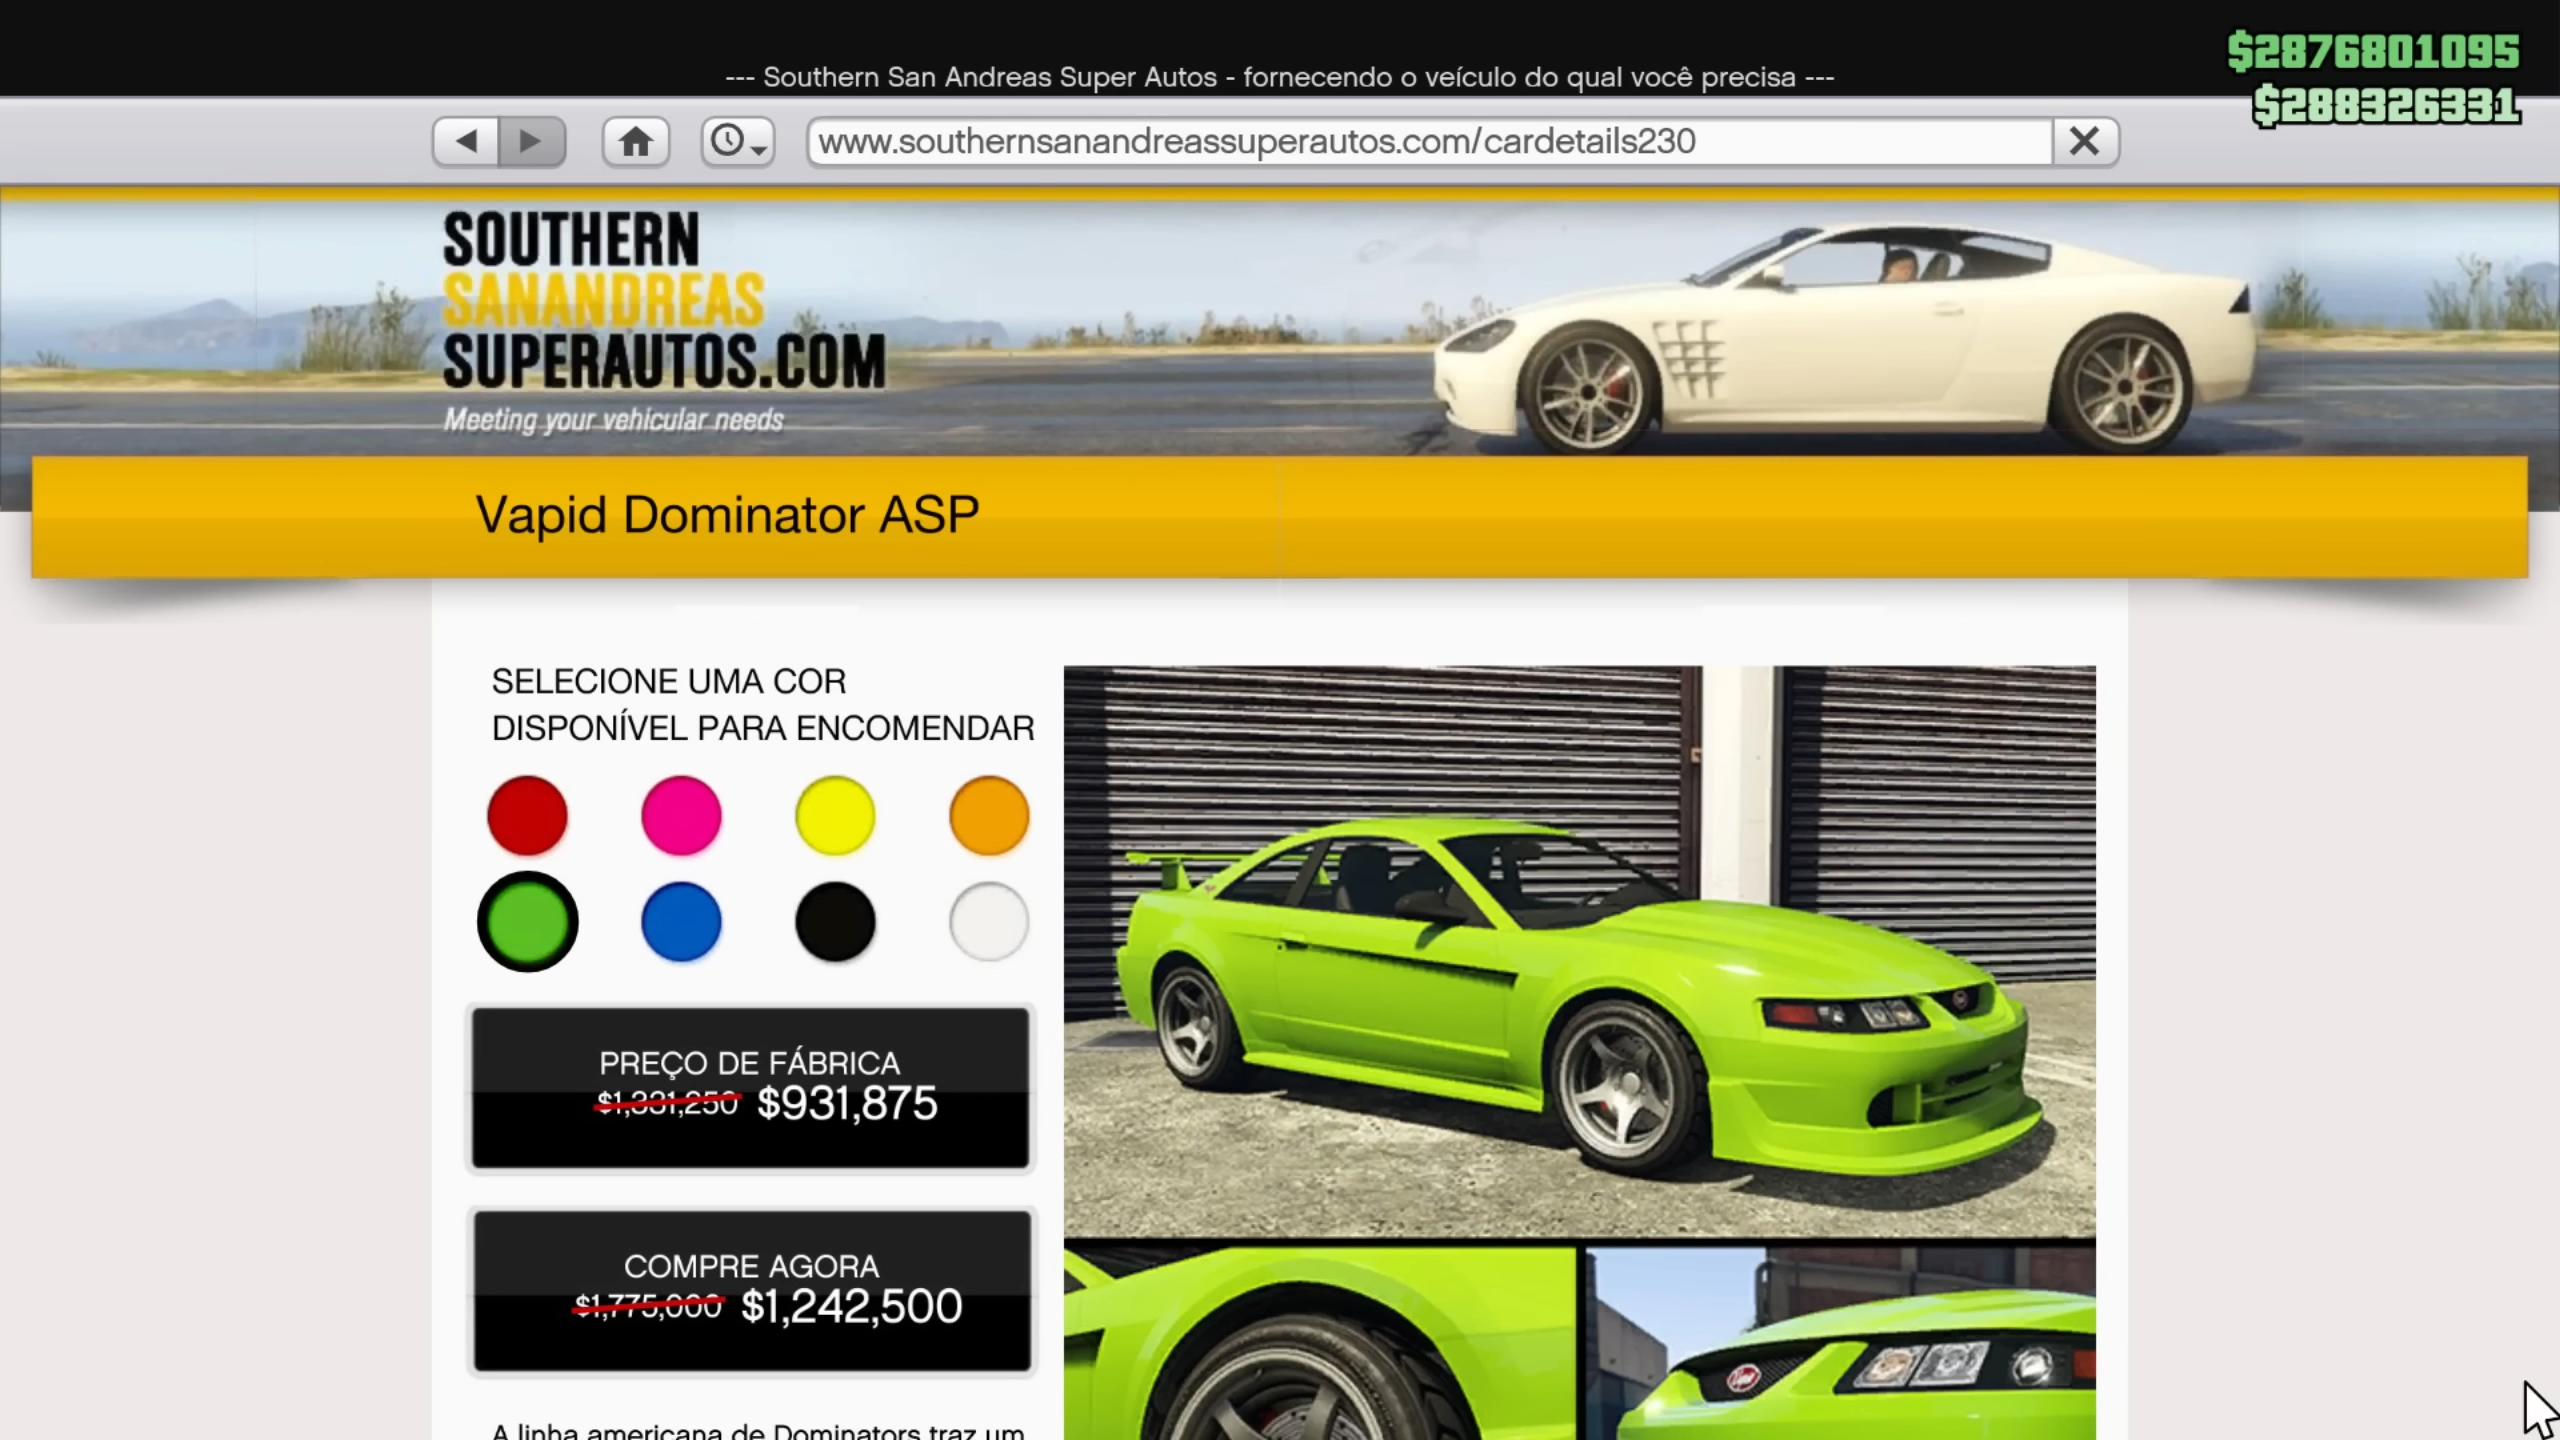 --- Southern San Andreas Super Autos - fornecendo o veículo do qual você precisa ---
$2876801095
$288326331
www.southernsanandreassuperautos.com/cardetails230
SOUTHERN
SANANDREAS
SUPERAUTOS.COM
Meeting your vehicular needs
Vapid Dominator ASP
SELECIONE UMA COR
DISPONÍVEL PARA ENCOMENDAR
PREÇO DE FÁBRICA
$1,331,250 $931,875
COMPRE AGORA
$1,775,000 $1,242,500
A linha americana de Dominators traz um